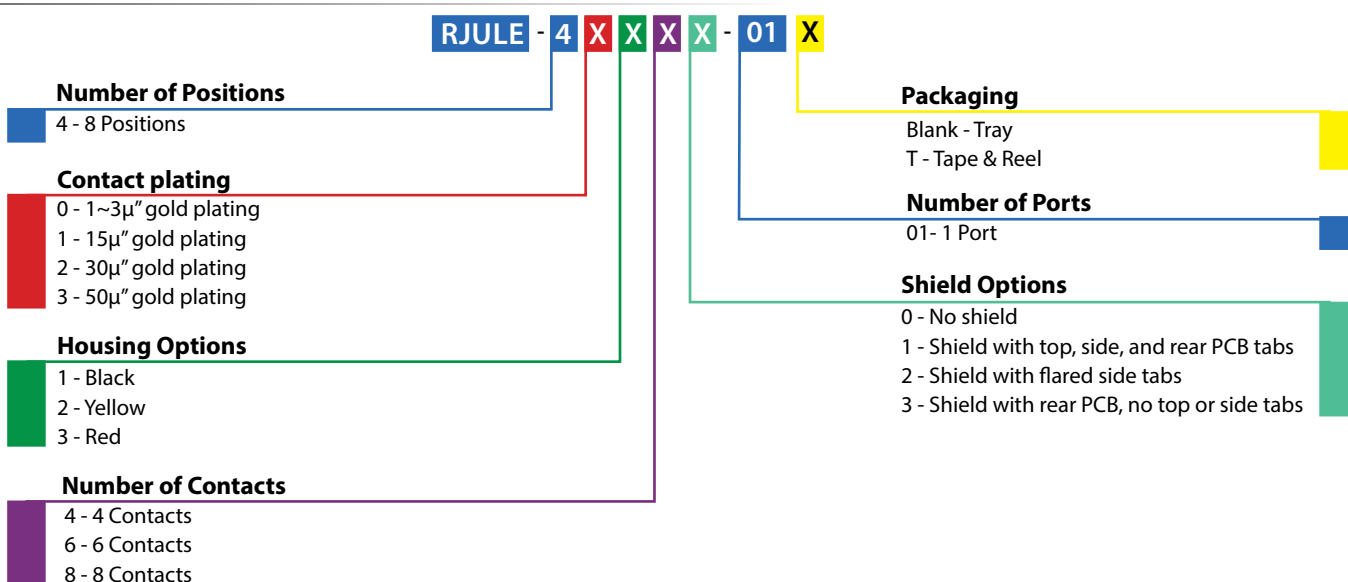 RJULE - 4 X X X X - 01 X
Number of Positions
4 - 8 Positions
Contact plating
0 - 1~3µ” gold plating
1 - 15µ” gold plating
2 - 30µ” gold plating
3 - 50µ” gold plating
Housing Options
1 - Black
2 - Yellow
3 - Red
Number of Contacts
4 - 4 Contacts
6 - 6 Contacts
8 - 8 Contacts
Packaging
Blank - Tray
T - Tape & Reel
Number of Ports
01- 1 Port
Shield Options
0 - No shield
1 - Shield with top, side, and rear PCB tabs
2 - Shield with flared side tabs
3 - Shield with rear PCB, no top or side tabs